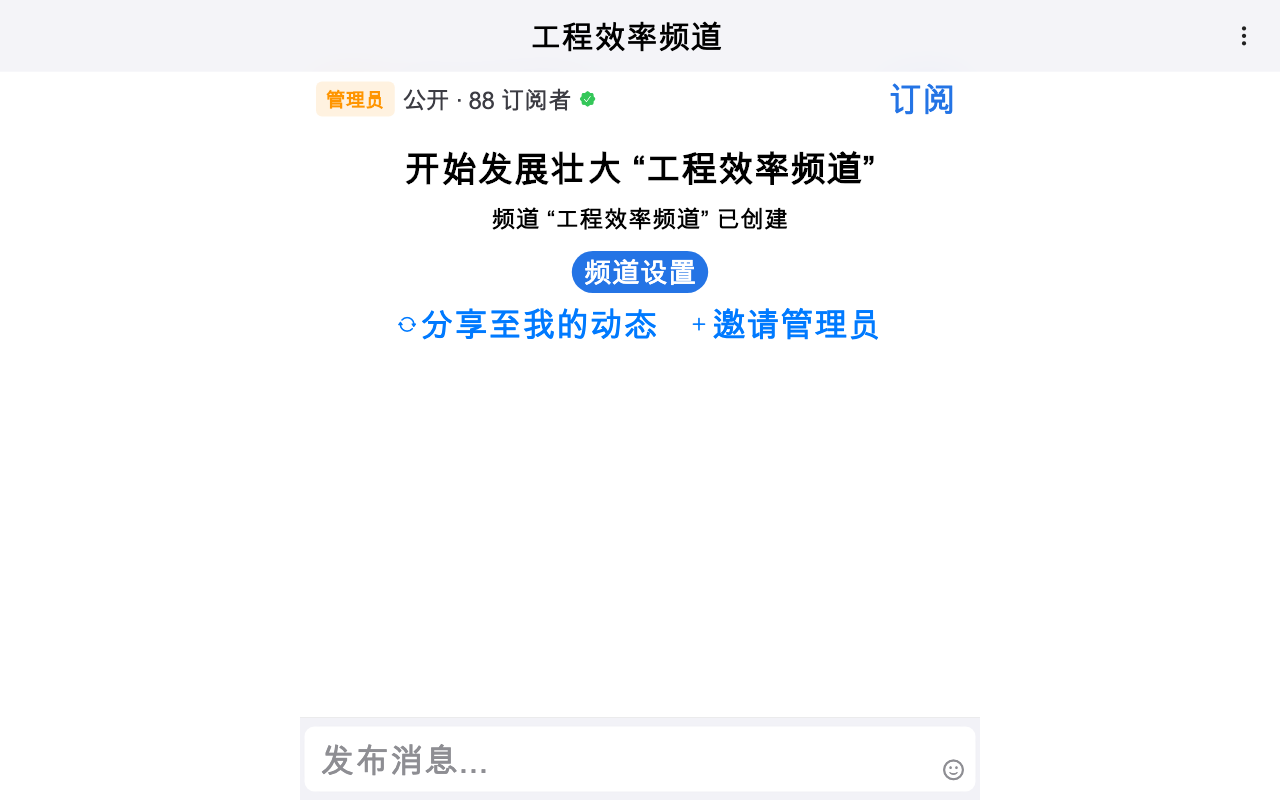 工程效率频道
管理员 公开 · 88 订阅者 订阅
开始发展壮大 “工程效率频道”
频道 “工程效率频道” 已创建
频道设置
分享至我的动态 + 邀请管理员
发布消息...